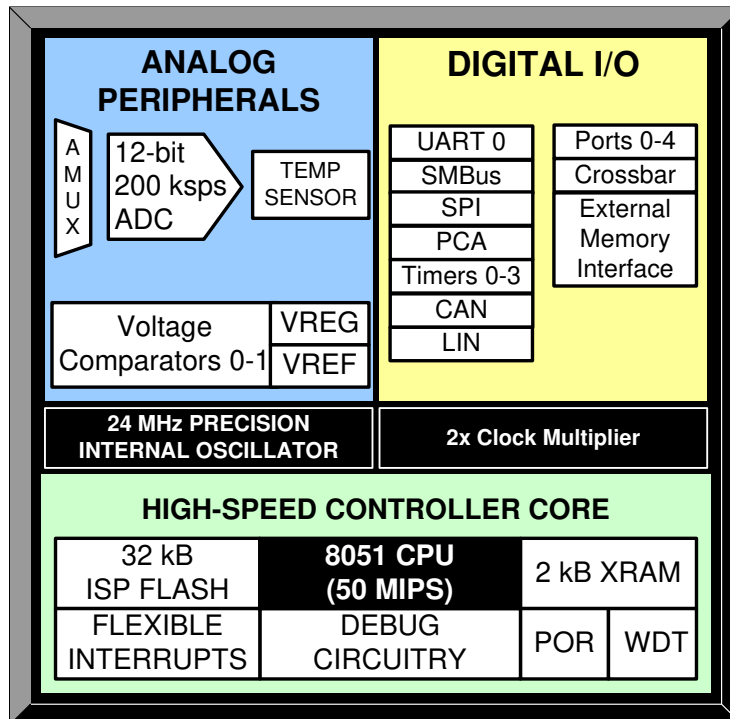 ANALOG
PERIPHERALS
A
M
U
X
12-bit
200 ksps
ADC
TEMP
SENSOR
Voltage
Comparators 0-1
VREG
VREF
DIGITAL I/O
UART 0
SMBus
SPI
PCA
Timers 0-3
CAN
LIN
Ports 0-4
Crossbar
External
Memory
Interface
24 MHz PRECISION
INTERNAL OSCILLATOR
2x Clock Multiplier
HIGH-SPEED CONTROLLER CORE
32 kB
ISP FLASH
8051 CPU
(50 MIPS)
2 kB XRAM
FLEXIBLE
INTERRUPTS
DEBUG
CIRCUITRY
POR
WDT